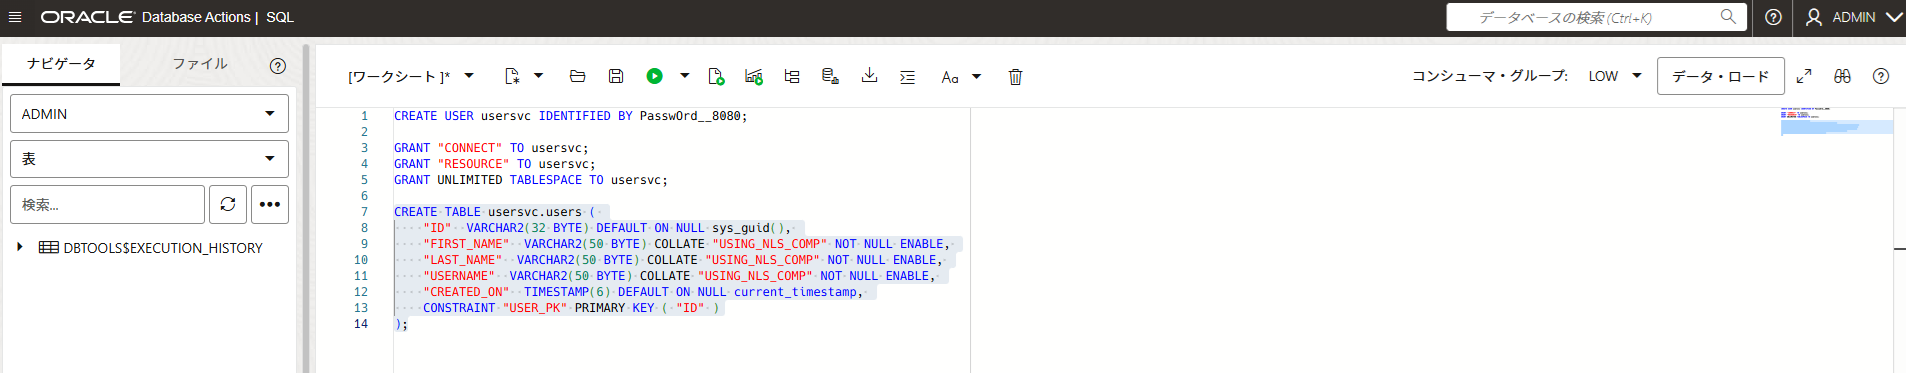 ORACLE Database Actions | SQL
データベースの検索 (Ctrl+K)
ADMIN
ナビゲータ
ファイル
[ワークシート ]*
Aa
コンシューマ・グループ:
LOW
データ・ロード
ADMIN
表
検索...
DBTOOLS$EXECUTION_HISTORY
1 CREATE USER usersvc IDENTIFIED BY PasswOrd__8080;
2
3 GRANT "CONNECT" TO usersvc;
4 GRANT "RESOURCE" TO usersvc;
5 GRANT UNLIMITED TABLESPACE TO usersvc;
6
7 CREATE TABLE usersvc.users (
8 "ID" VARCHAR2(32 BYTE) DEFAULT ON NULL sys_guid(),
9 "FIRST_NAME" VARCHAR2(50 BYTE) COLLATE "USING_NLS_COMP" NOT NULL ENABLE,
10 "LAST_NAME" VARCHAR2(50 BYTE) COLLATE "USING_NLS_COMP" NOT NULL ENABLE,
11 "USERNAME" VARCHAR2(50 BYTE) COLLATE "USING_NLS_COMP" NOT NULL ENABLE,
12 "CREATED_ON" TIMESTAMP(6) DEFAULT ON NULL current_timestamp,
13 CONSTRAINT "USER_PK" PRIMARY KEY ( "ID" )
14 );